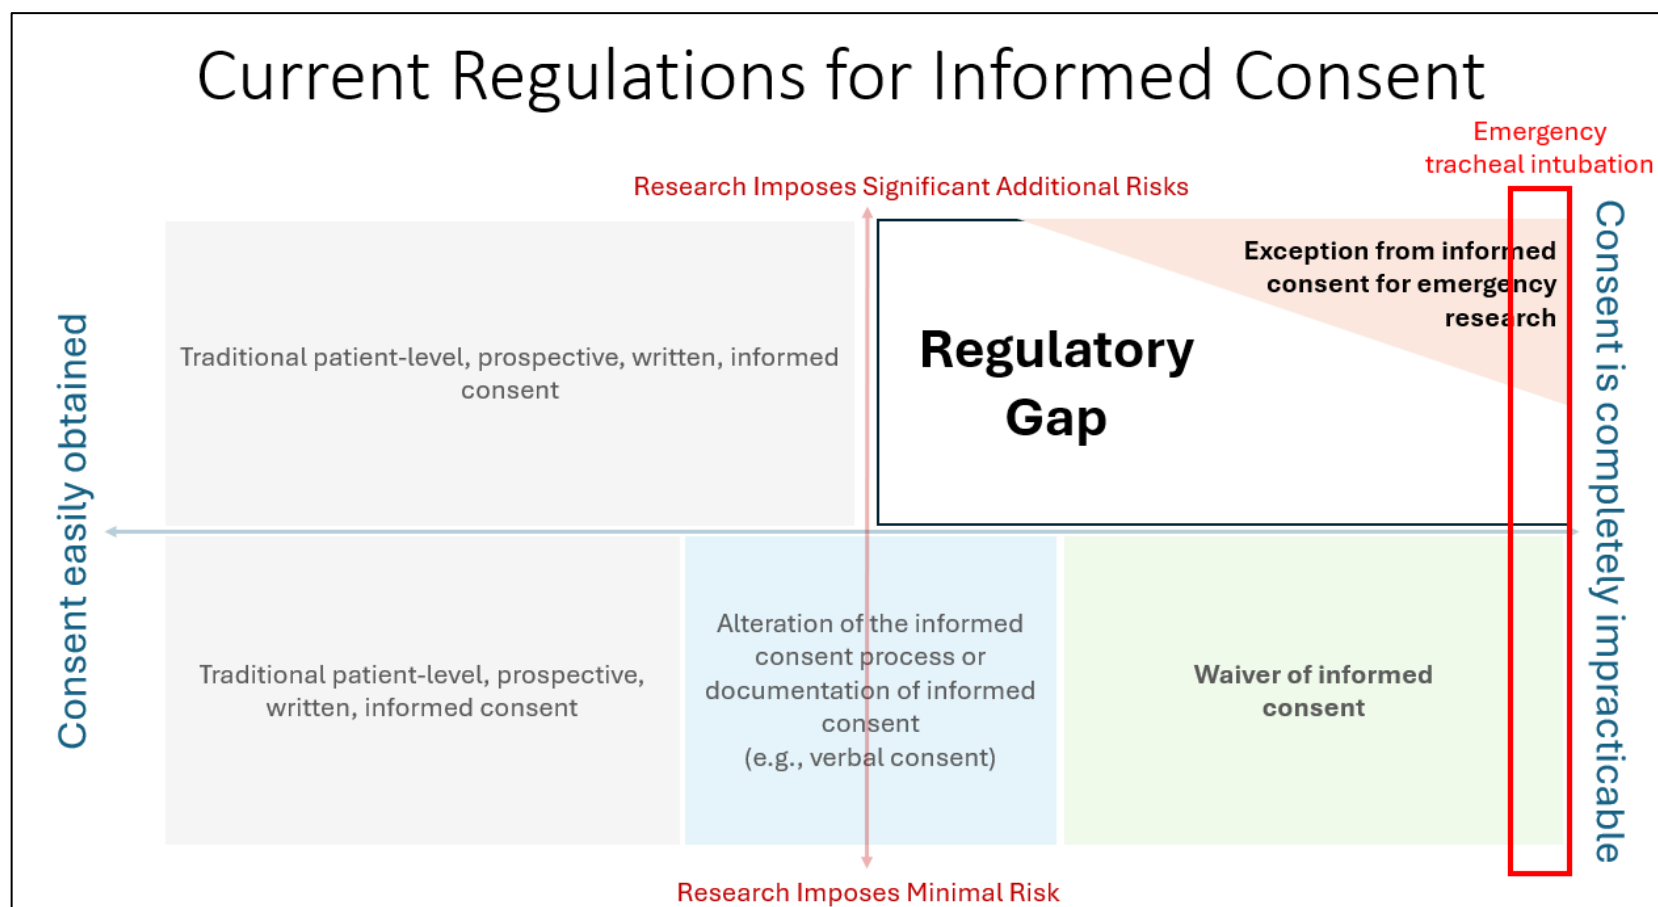 Current Regulations for Informed Consent
Emergency
tracheal intubation
Research Imposes Significant Additional Risks
Consent easily obtained
Traditional patient-level, prospective, written, informed
consent
Regulatory
Gap
Exception from informed
consent for emergency
research
Consent is completely impracticable
Traditional patient-level, prospective,
written, informed consent
Alteration of the informed
consent process or
documentation of informed
consent
(e.g., verbal consent)
Waiver of informed
consent
Research Imposes Minimal Risk